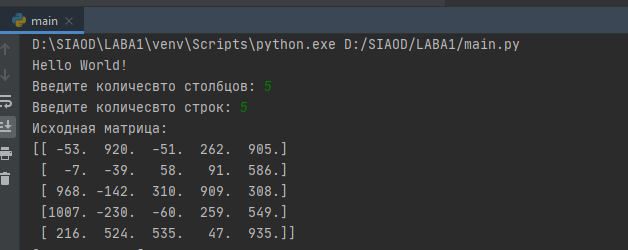 main
D:\SIAOD\LABA1\venv\Scripts\python.exe D:/SIAOD/LABA1/main.py
Hello World!
Введите количесвто столбцов: 5
Введите количесвто строк: 5
Исходная матрица:
[[ -53.  920.  -51.  262.  905.]
 [  -7.  -39.   58.   91.  586.]
 [ 968. -142.  310.  909.  308.]
 [1007. -230.  -60.  259.  549.]
 [ 216.  524.  535.   47.  935.]]